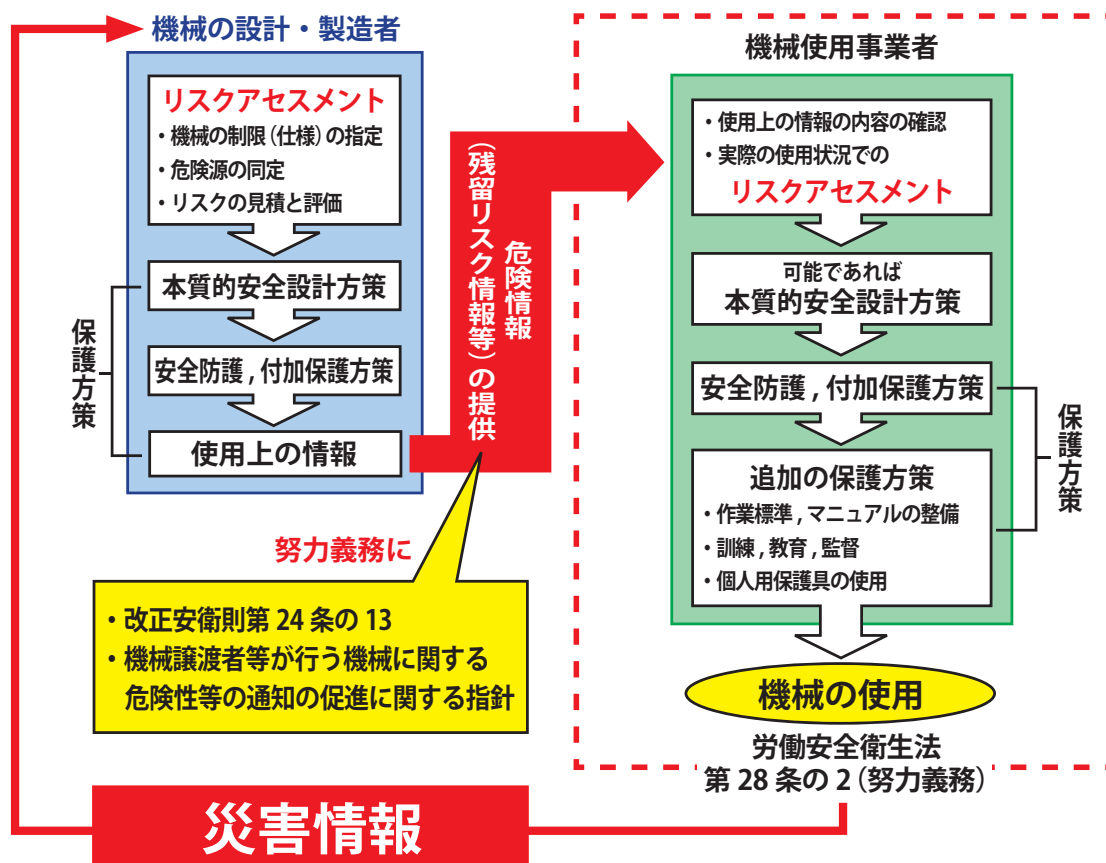 機械の設計・製造者
リスクアセスメント
・機械の制限(仕様)の指定
・危険源の同定
・リスクの見積と評価
本質的安全設計方策
安全防護,付加保護方策
使用上の情報
保護方策
危険情報
(残留リスク情報等)の提供
努力義務に
・改正安衛則第24条の13
・機械譲渡者等が行う機械に関する
危険性等の通知の促進に関する指針
機械使用事業者
・使用上の情報の内容の確認
・実際の使用状況での
リスクアセスメント
可能であれば
本質的安全設計方策
安全防護,付加保護方策
追加の保護方策
・作業標準,マニュアルの整備
・訓練,教育,監督
・個人用保護具の使用
保護方策
機械の使用
労働安全衛生法
第28条の2(努力義務)
災害情報